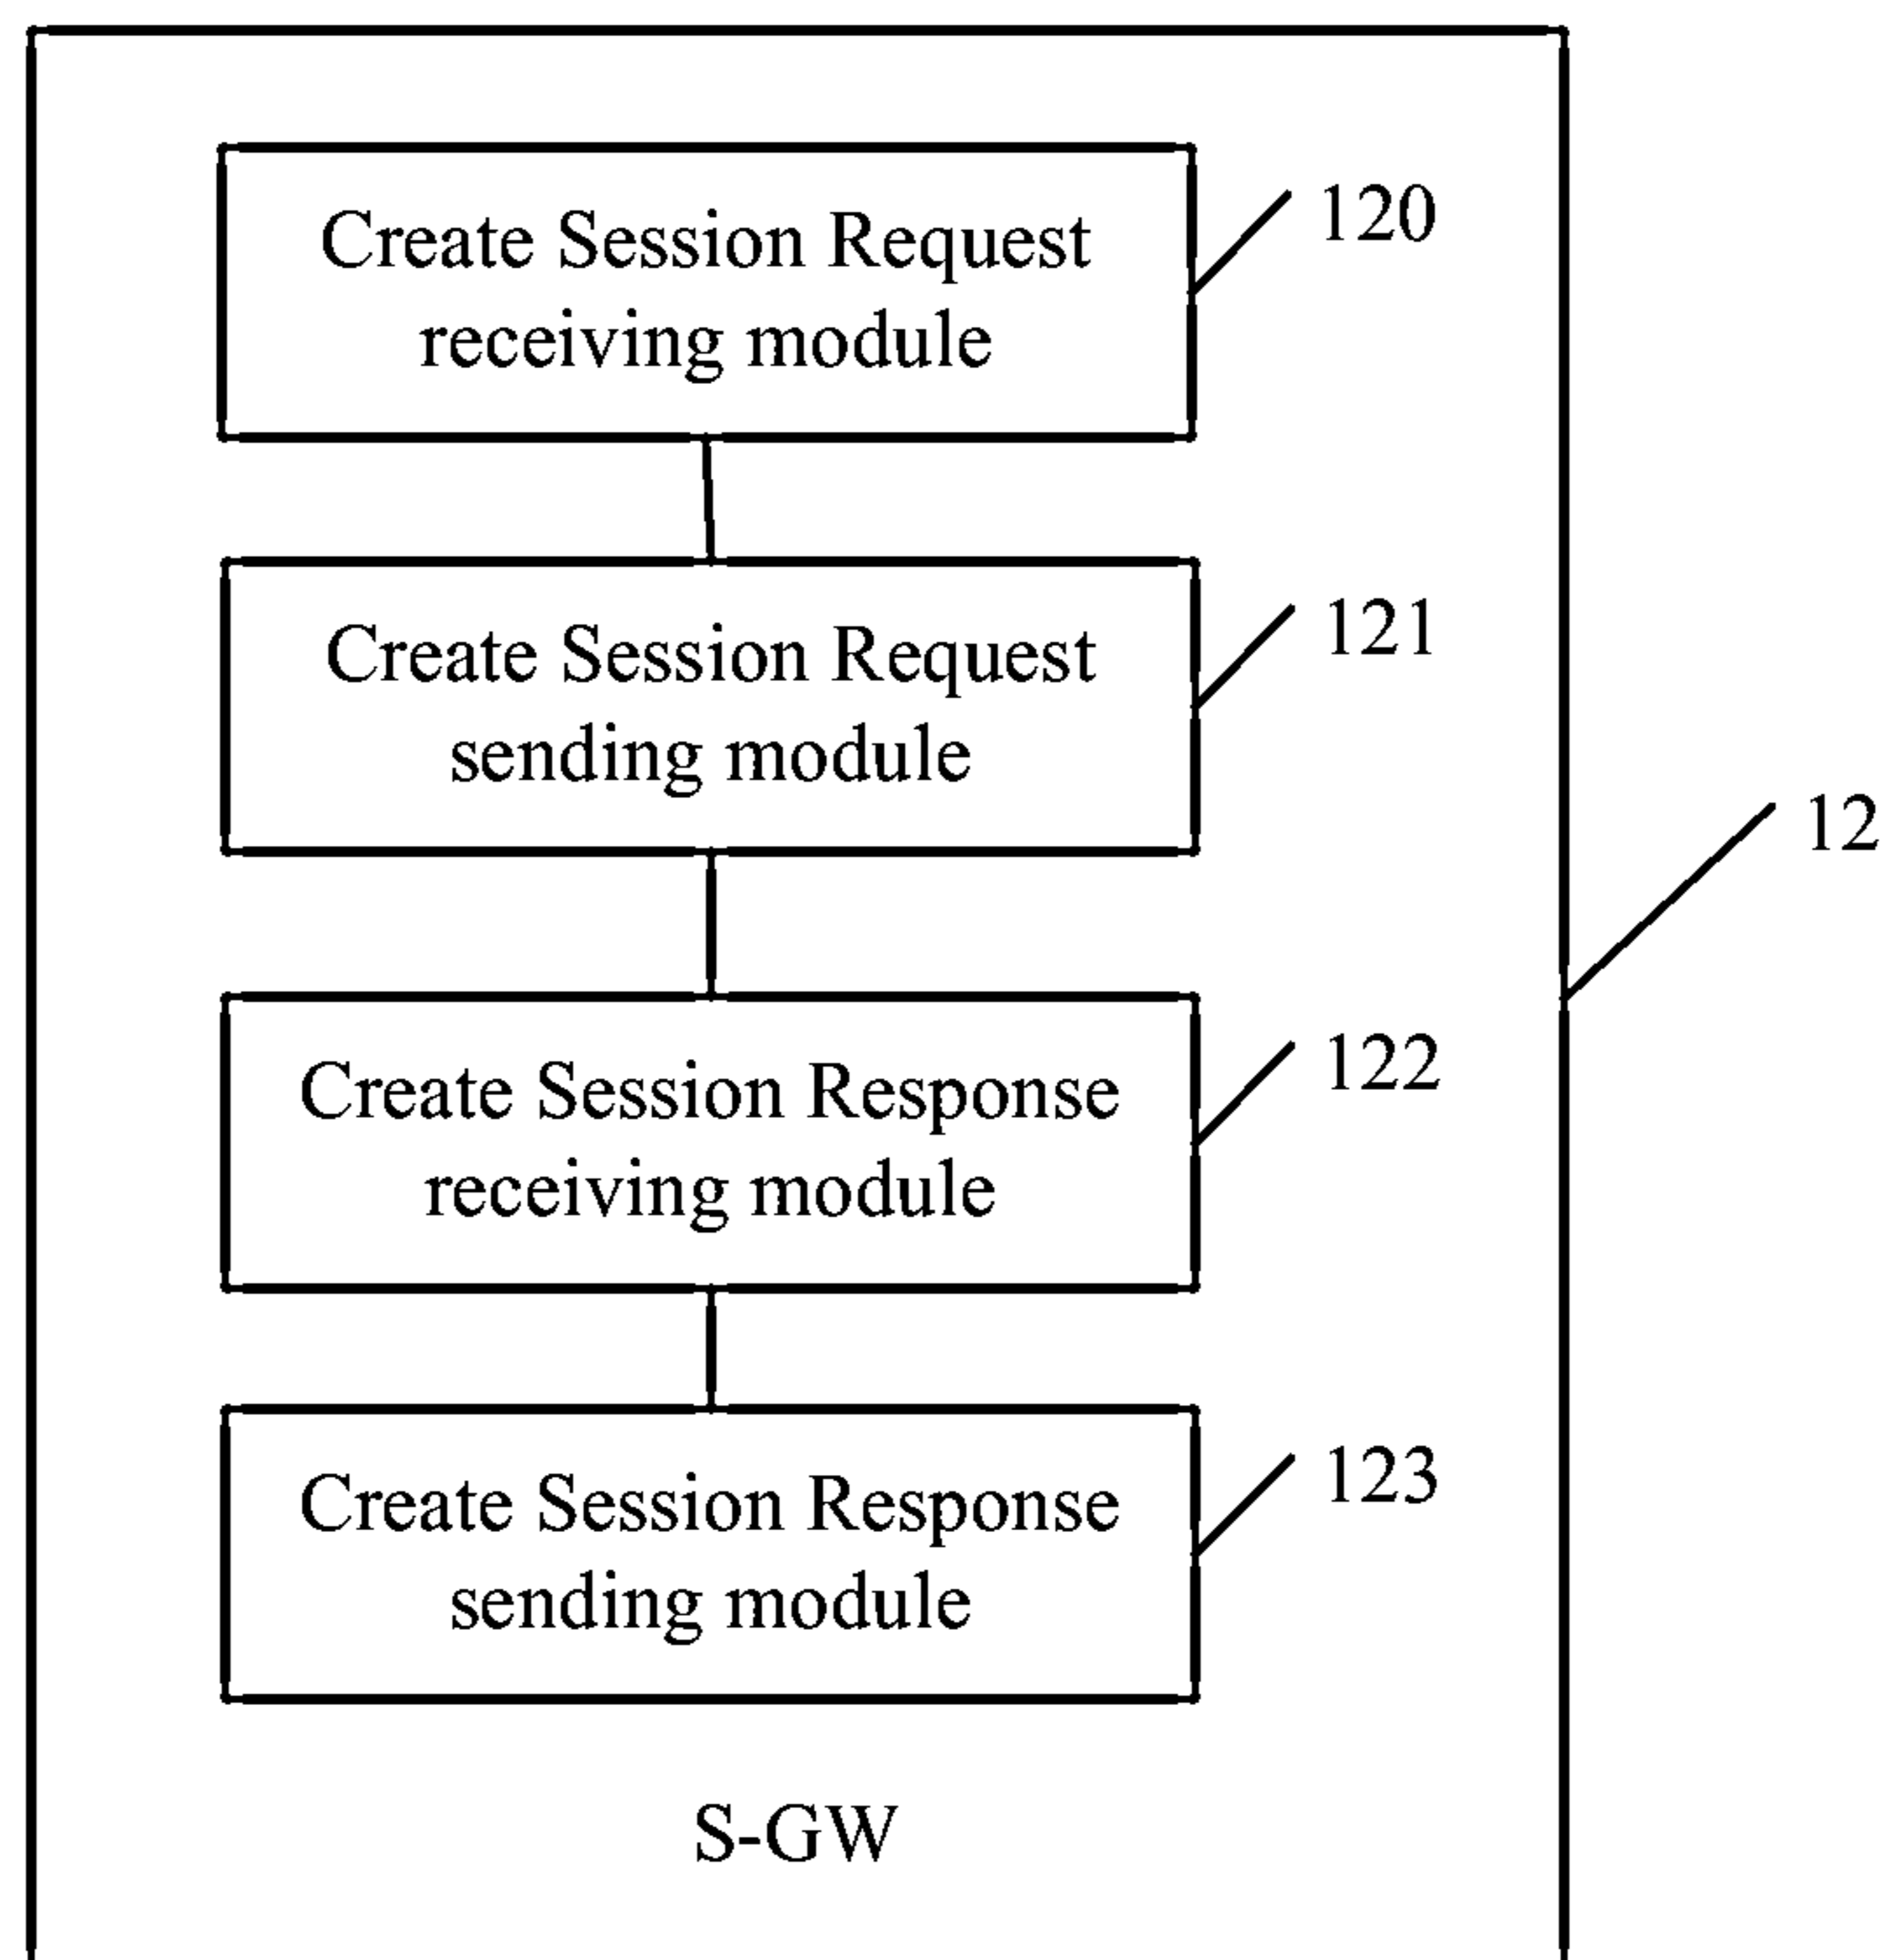 Create Session Request
receiving module
120
Create Session Request
sending module
121
12
Create Session Response
receiving module
122
Create Session Response
sending module
123
S-GW